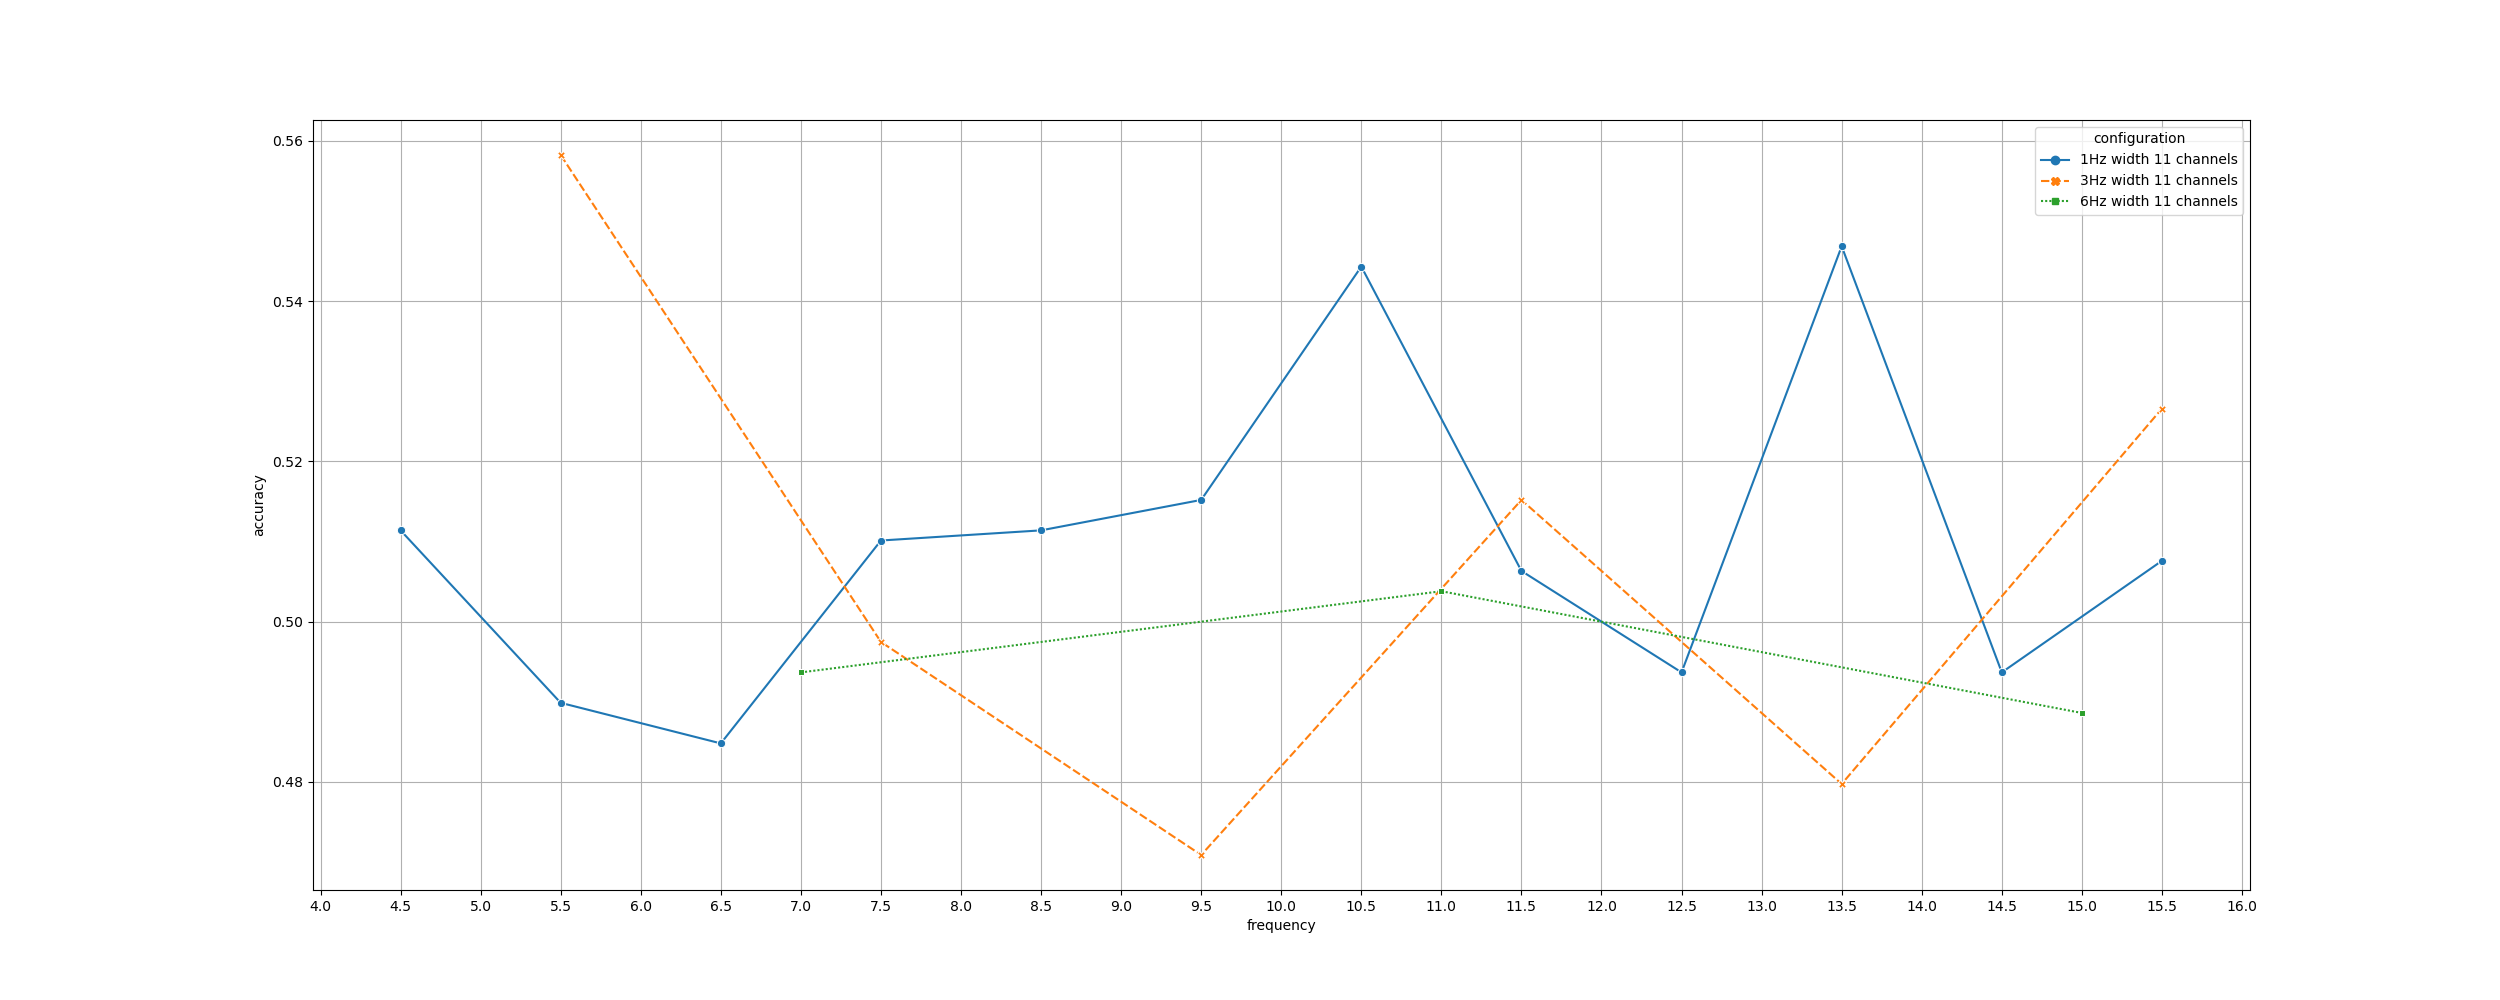 configuration
1Hz width 11 channels
3Hz width 11 channels
6Hz width 11 channels
0.56
0.54
0.52
0.50
0.48
accuracy
4.0 4.5 5.0 5.5 6.0 6.5 7.0 7.5 8.0 8.5 9.0 9.5 10.0 10.5 11.0 11.5 12.0 12.5 13.0 13.5 14.0 14.5 15.0 15.5 16.0
frequency